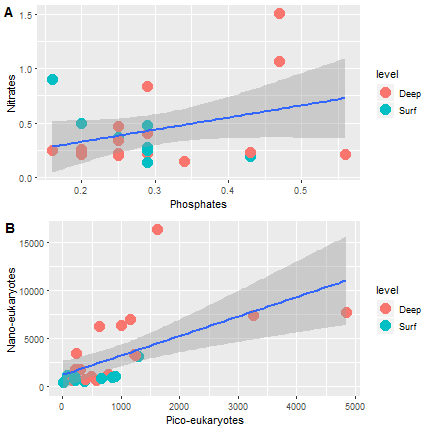 A
1.5
1.0
0.5
0.0
Nitrates
0.2
0.3
0.4
0.5
Phosphates
level
Deep
Surf
B
15000
10000
5000
0
Nano-eukaryotes
0
1000
2000
3000
4000
5000
Pico-eukaryotes
level
Deep
Surf